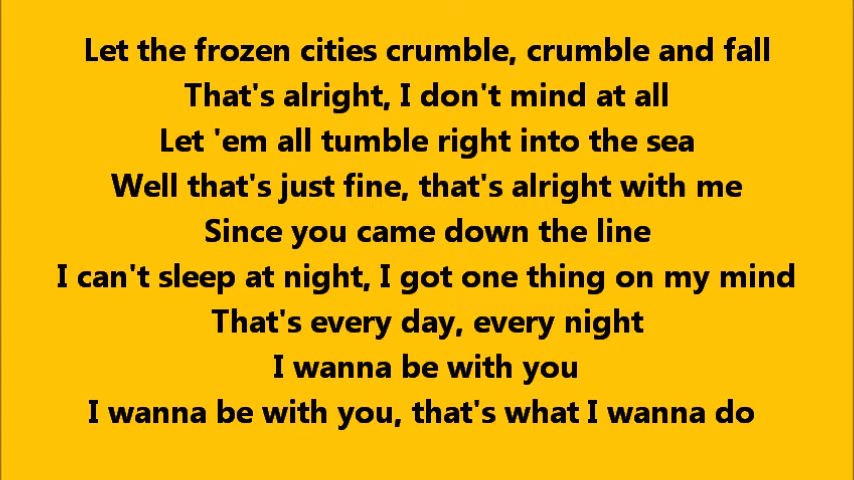 Let the frozen cities crumble, crumble and fall
That's alright, I don't mind at all
Let 'em all tumble right into the sea
Well that's just fine, that's alright with me
Since you came down the line
I can't sleep at night, I got one thing on my mind
That's every day, every night
I wanna be with you
I wanna be with you, that's what I wanna do